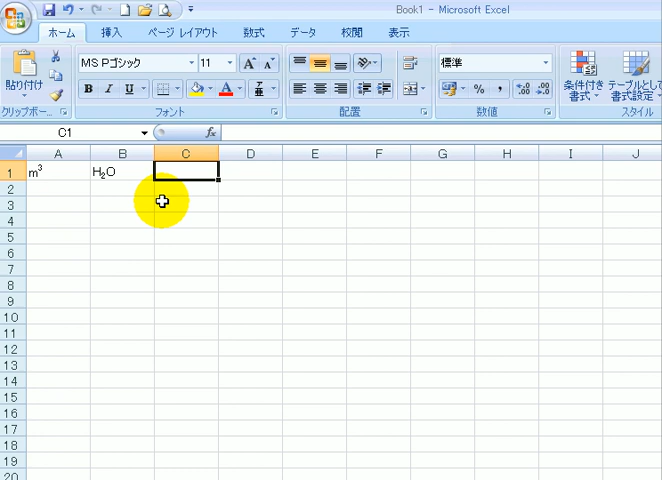 Book1 - Microsoft Excel
ホーム 挿入 ページ レイアウト 数式 データ 校閲 表示
MS Pゴシック 11 A A 標準
貼り付け B I U A 亜 % , .0 .00 .00 .0 条件付き 書式 テーブルとし 書式設定
クリップボー... フォント 配置 数値 スタイル
C1 fx
A B C D E F G H I J
1 m³ H₂O
2
3
4
5
6
7
8
9
10
11
12
13
14
15
16
17
18
19
20